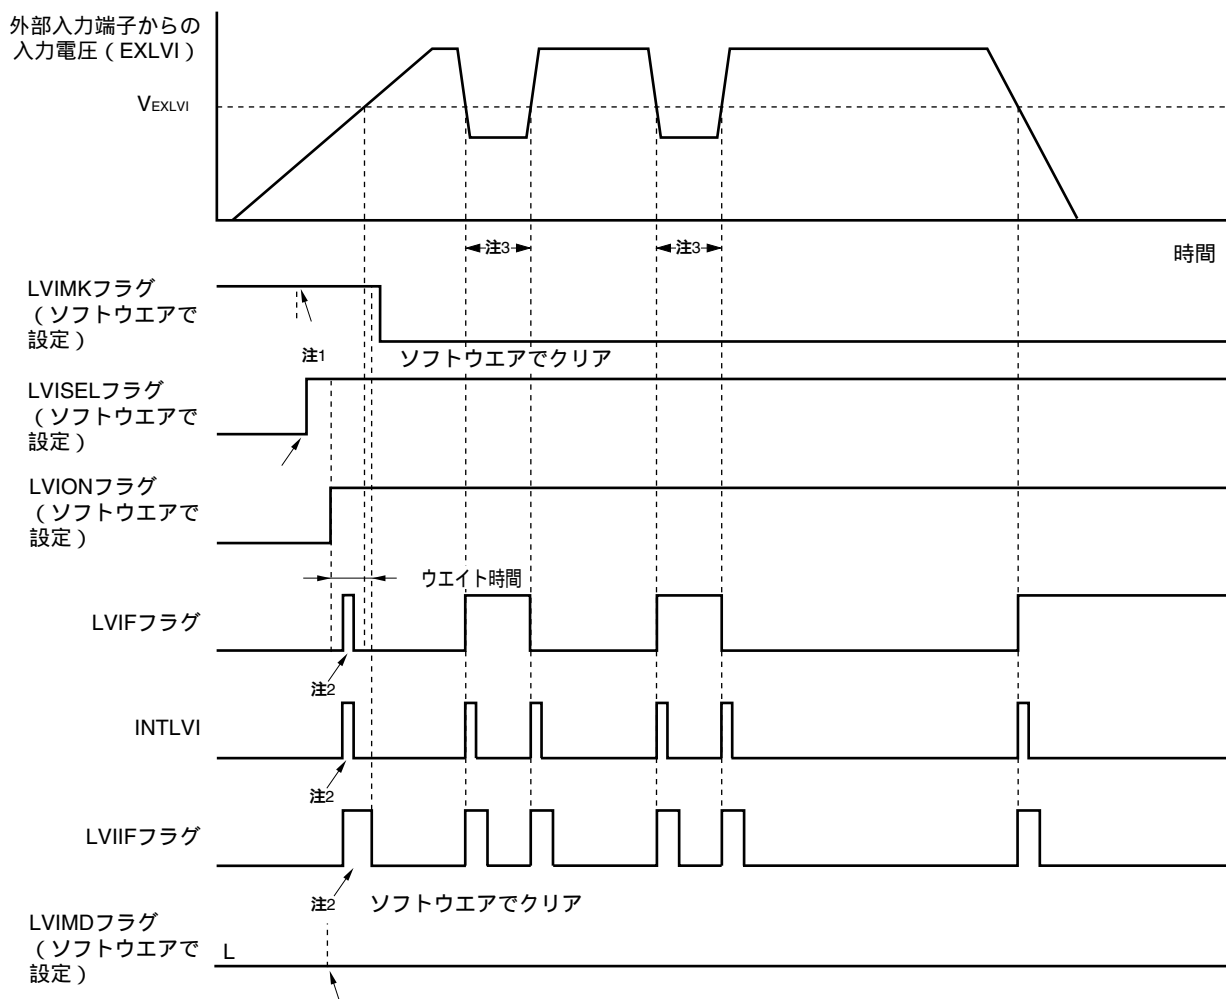 外部入力端子からの
入力電圧（EXLVI）
VEXLVI
注3
注3
時間
LVIMKフラグ
（ソフトウエアで
設定）
注1
ソフトウエアでクリア
LVISELフラグ
（ソフトウエアで
設定）
LVIONフラグ
（ソフトウエアで
設定）
ウエイト時間
LVIFフラグ
注2
INTLVI
注2
LVIIFフラグ
注2
ソフトウエアでクリア
LVIMDフラグ
（ソフトウエアで
設定）
L